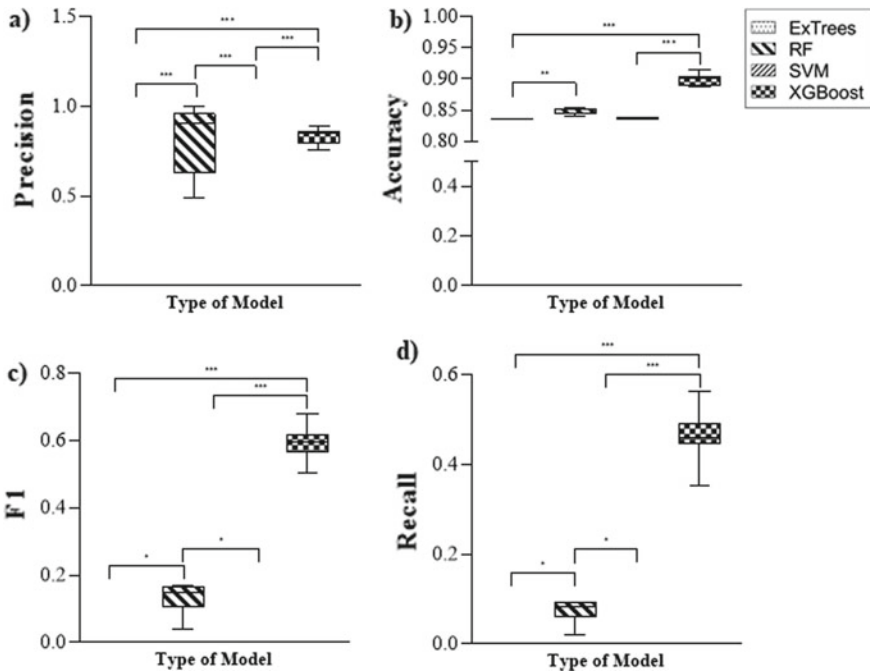 a)
Precision
1.5
1.0
0.5
0.0
***
***
***
***
Type of Model
b)
Accuracy
1.00
0.95
0.90
0.85
0.80
0.4
0.2
0.0
***
***
**
Type of Model
ExTrees
RF
SVM
XGBoost
c)
F1
0.8
0.6
0.4
0.2
0.0
***
***
*
*
Type of Model
d)
Recall
0.6
0.4
0.2
0.0
***
***
*
*
Type of Model